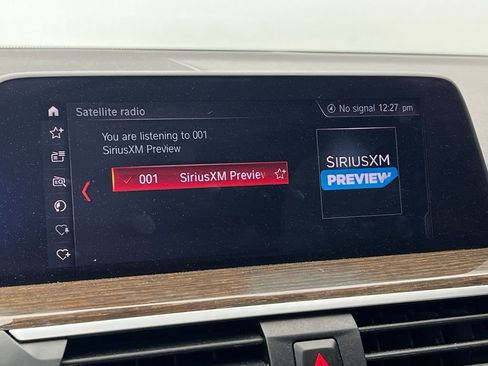 Satellite radio
No signal 12:27 pm
You are listening to 001
SiriusXM Preview
001 SiriusXM Preview
SIRIUSXM
PREVIEW